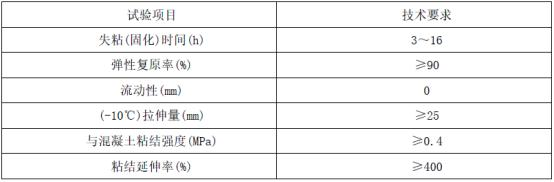 试验项目 技术要求
失粘(固化)时间(h) 3～16
弹性复原率(%) ≥90
流动性(mm) 0
(-10℃)拉伸量(mm) ≥25
与混凝土粘结强度(MPa) ≥0.4
粘结延伸率(%) ≥400